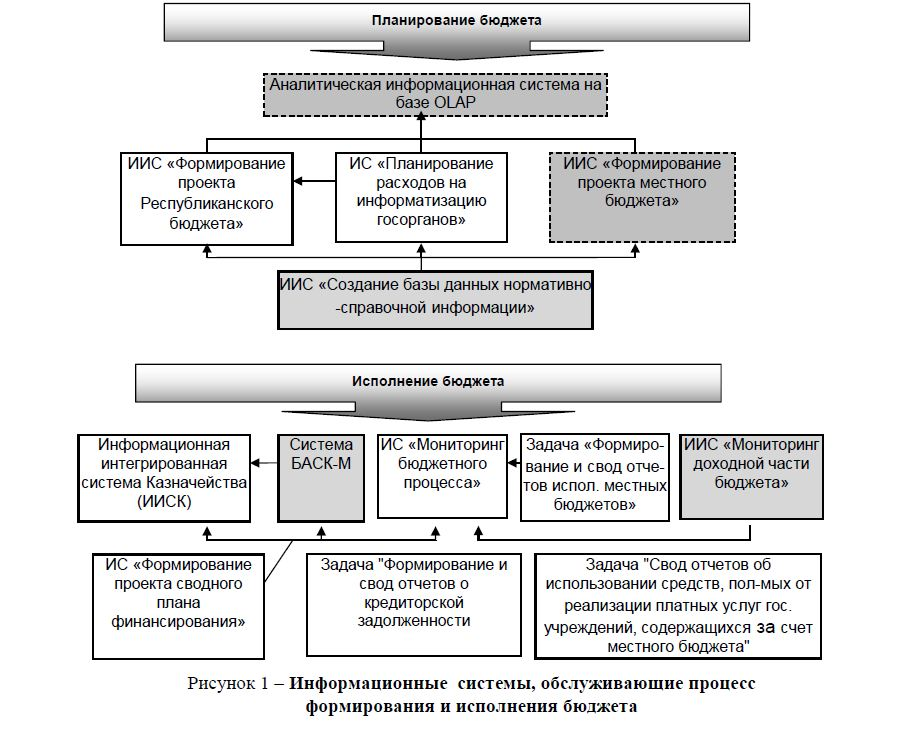 Планирование бюджета
Аналитическая информационная система на
базе OLAP
ИИС «Формирование
проекта
Республиканского
бюджета»
ИС «Планирование
расходов на
информатизацию
госорганов»
ИИС «Формирование
проекта местного
бюджета»
ИИС «Создание базы данных нормативно
-справочной информации»
Исполнение бюджета
Информационная
интегрированная
система Казначейства
(ИИСК)
Система
БАСК-М
ИС «Мониторинг
бюджетного
процесса»
Задача «Формиро-
вание и свод отче-
тов испол. местных
бюджетов»
ИИС «Мониторинг
доходной части
бюджета»
ИС «Формирование
проекта сводного
плана
финансирования»
Задача "Формирование и
свод отчетов о
кредиторской
задолженности
Задача "Свод отчетов об
использовании средств, пол-мых от
реализации платных услуг гос.
учреждений, содержащихся за счет
местного бюджета"
Рисунок 1 – Информационные системы, обслуживающие процесс
формирования и исполнения бюджета